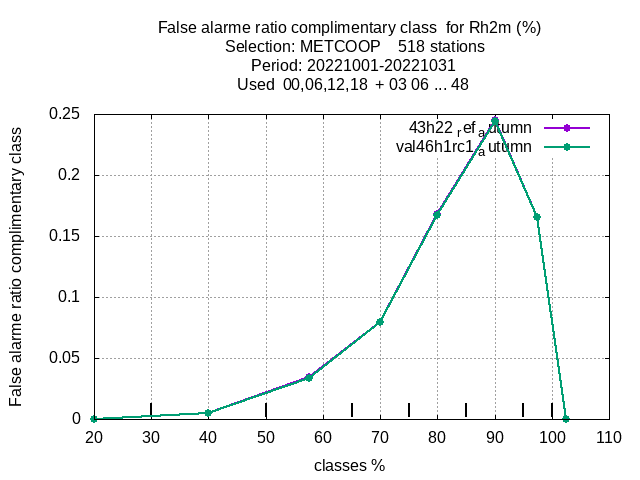 False alarme ratio complimentary class  for Rh2m (%)
Selection: METCOOP    518 stations
Period: 20221001-20221031
Used  00,06,12,18  + 03 06 ... 48
False alarme ratio complimentary class
0.25
0.2
0.15
0.1
0.05
0
43h22_ref_autumn
val46h1rc1_autumn
20 30 40 50 60 70 80 90 100 110
classes %